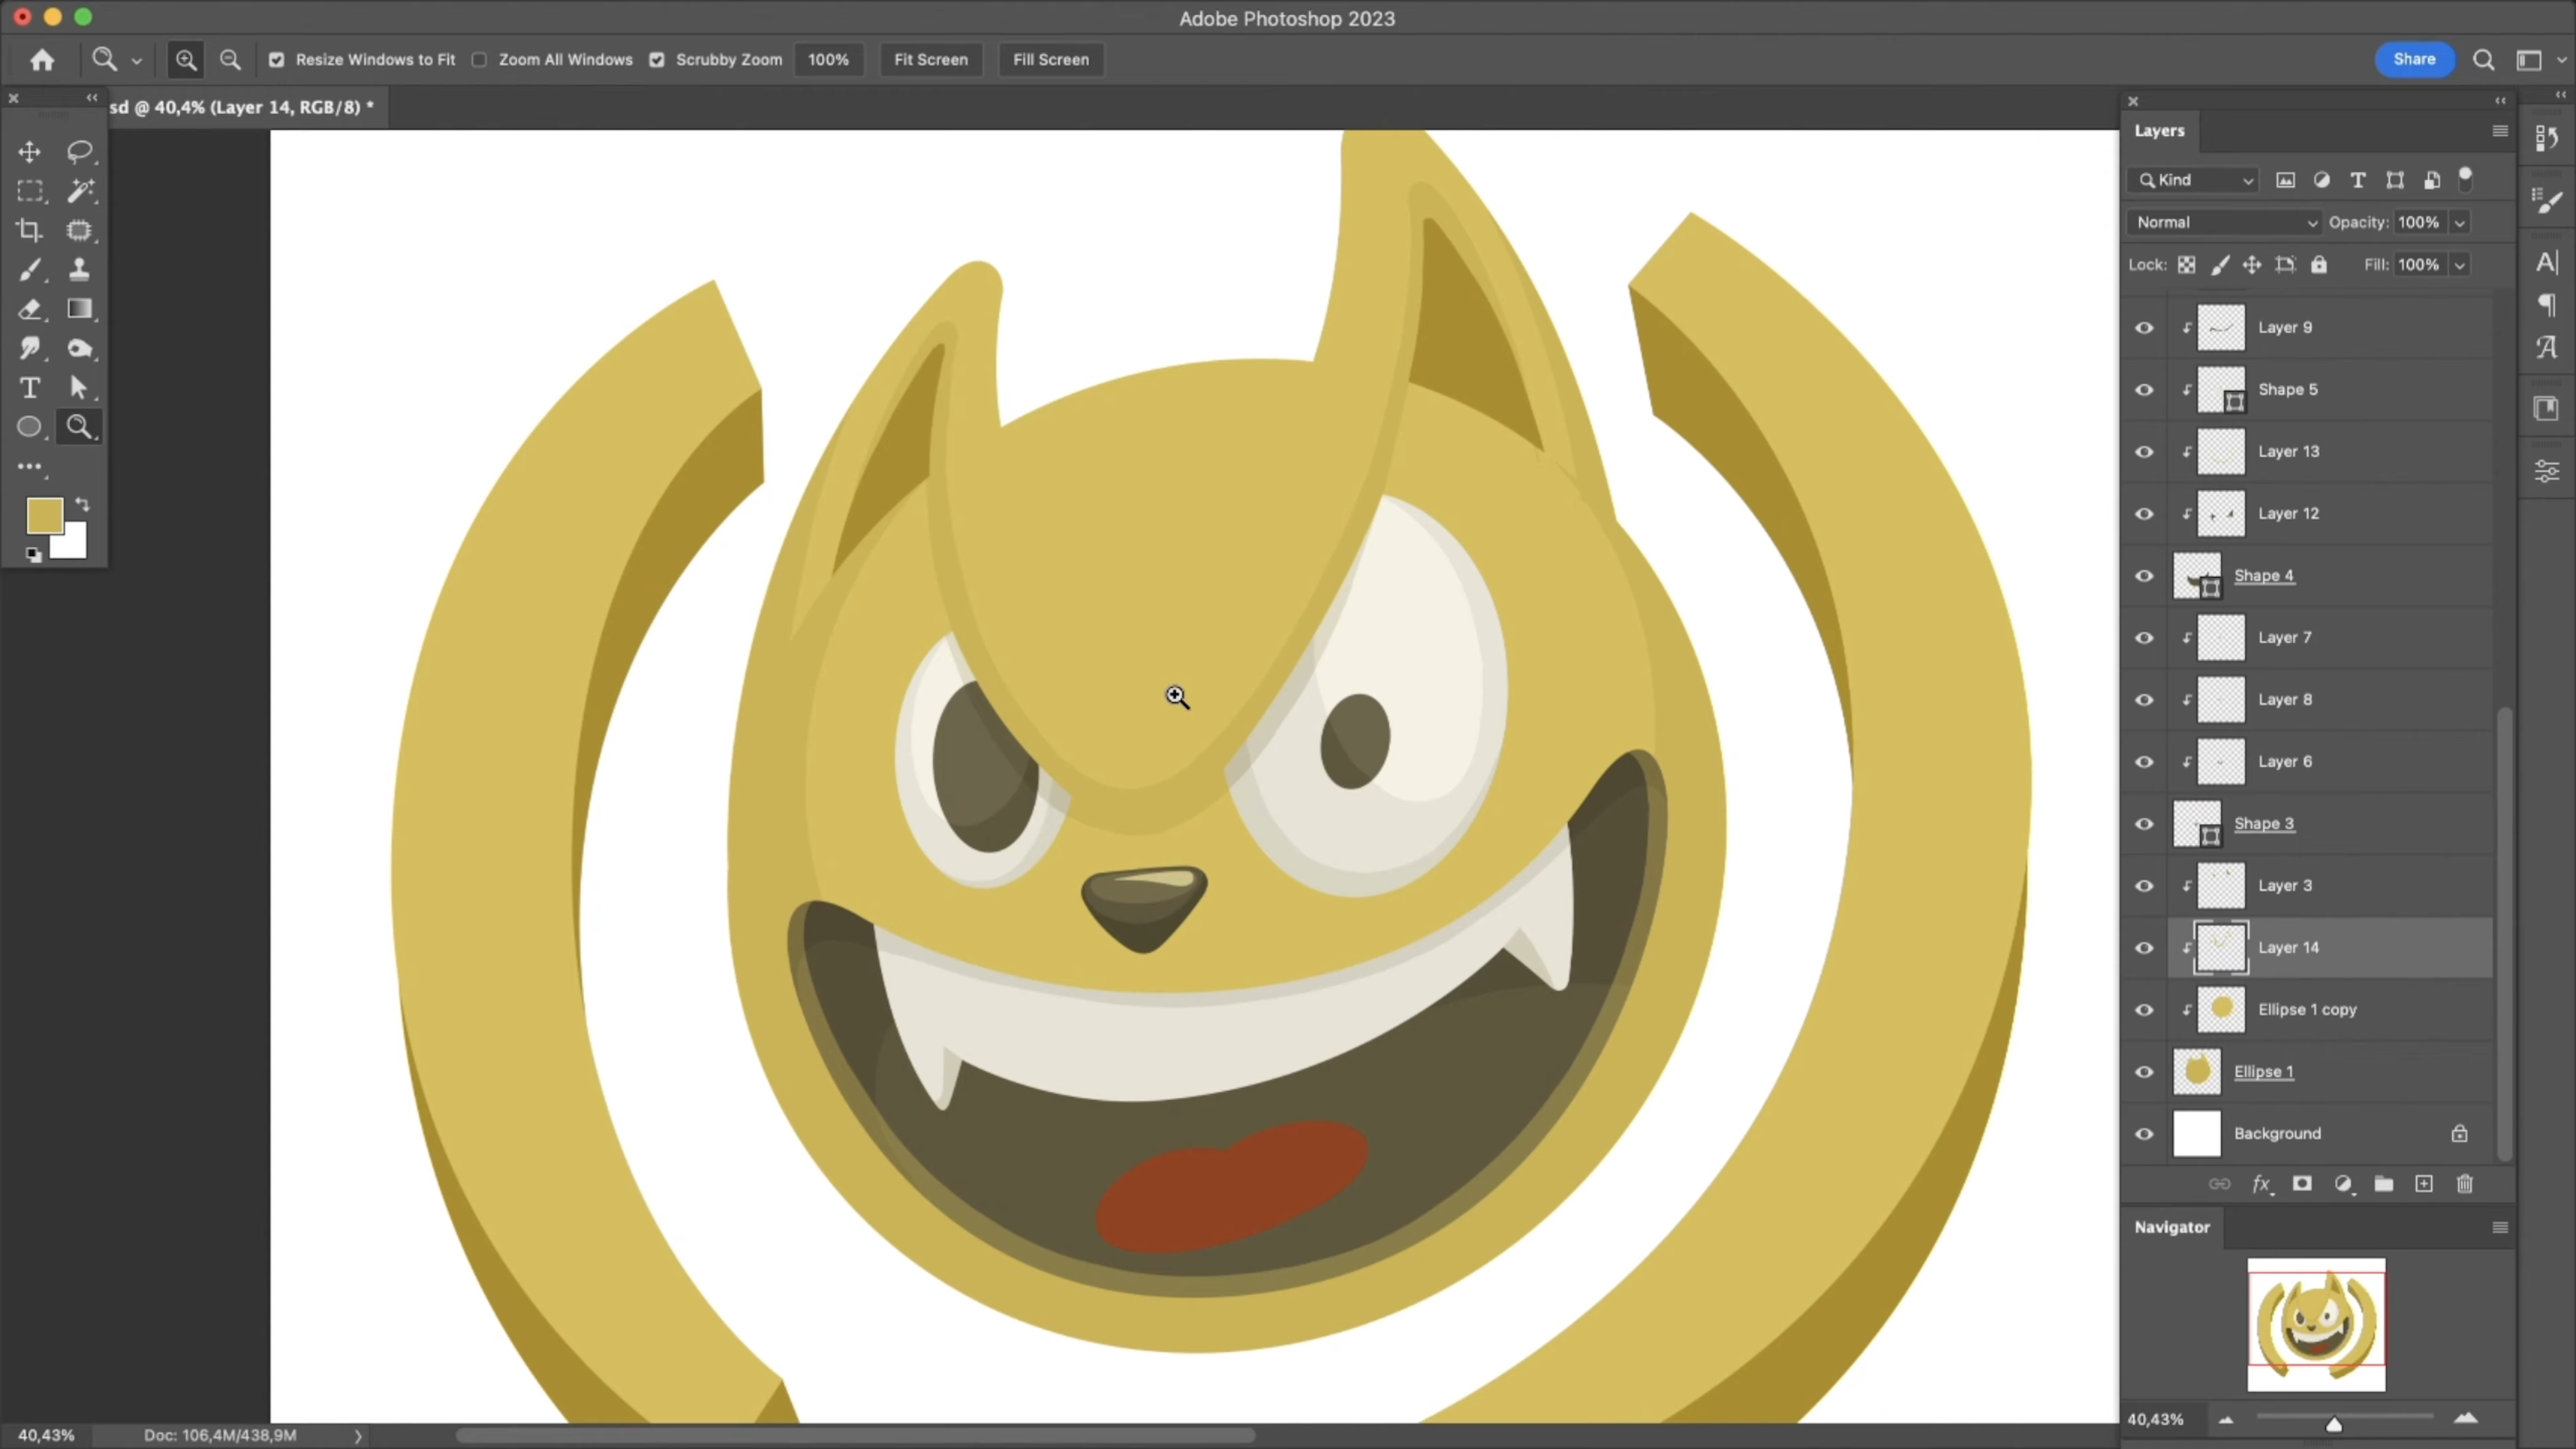 Adobe Photoshop 2023
Resize Windows to Fit Zoom All Windows Scrubby Zoom 100% Fit Screen Fill Screen Share
sd @ 40,4% (Layer 14, RGB/8) *
Layers
Kind
Normal Opacity: 100%
Lock: Fill: 100%
Layer 9
Shape 5
Layer 13
Layer 12
Shape 4
Layer 7
Layer 8
Layer 6
Shape 3
Layer 3
Layer 14
Ellipse 1 copy
Ellipse 1
Background
fx
Navigator
40,43%
40,43% Doc: 106,4M/438,9M